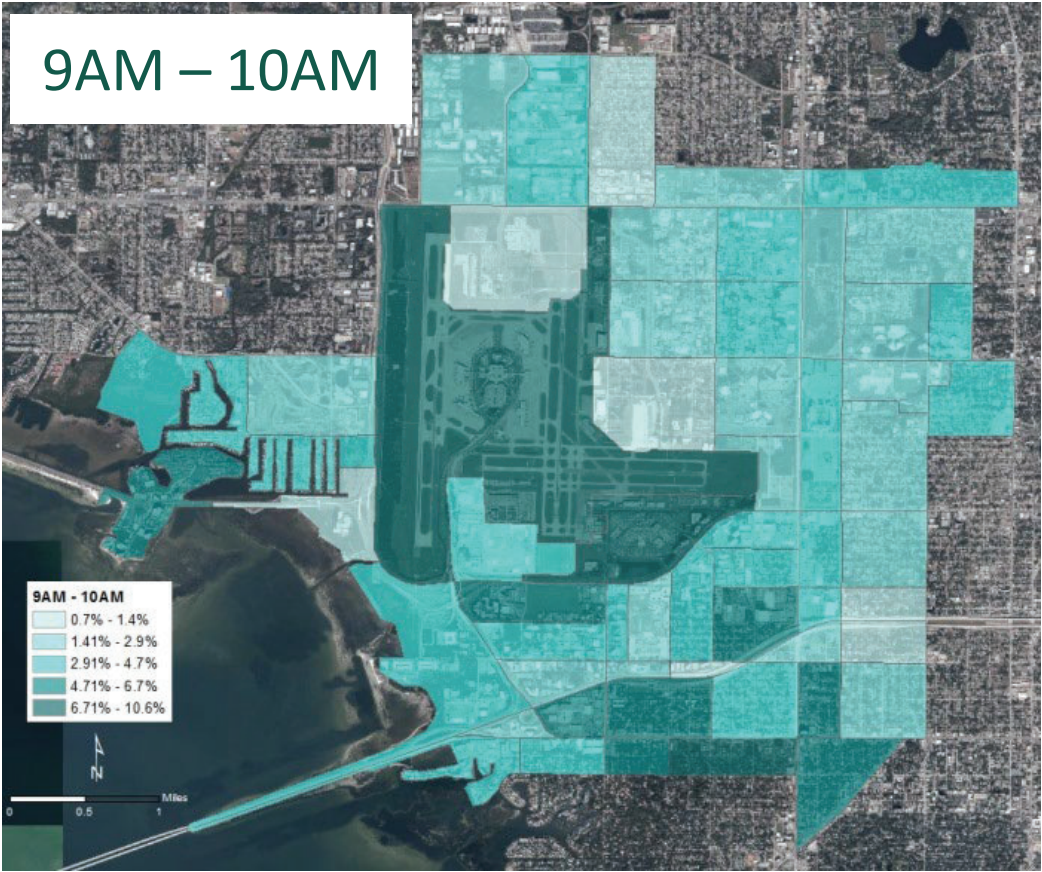 9AM – 10AM
9AM - 10AM
0.7% - 1.4%
1.41% - 2.9%
2.91% - 4.7%
4.71% - 6.7%
6.71% - 10.6%
N
Miles
0 0.5 1